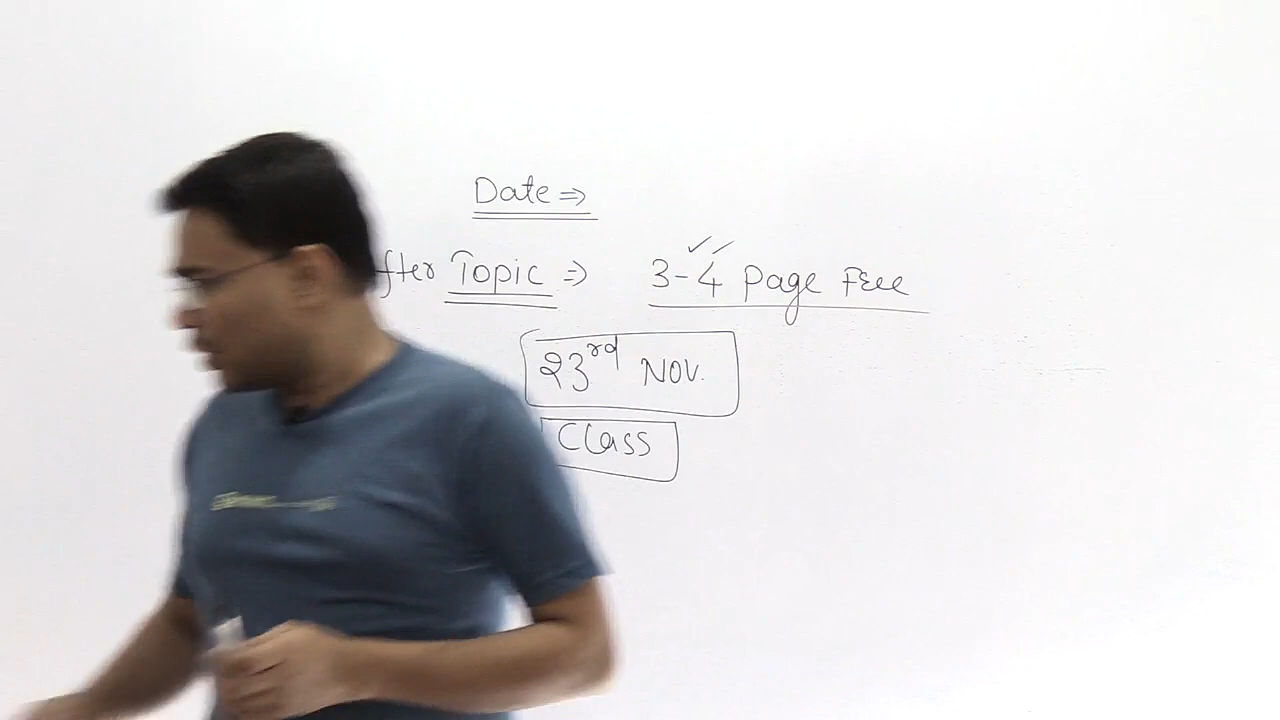 Date ⇒
fter Topic ⇒ 3-4 Page Free
23rd Nov.
Class